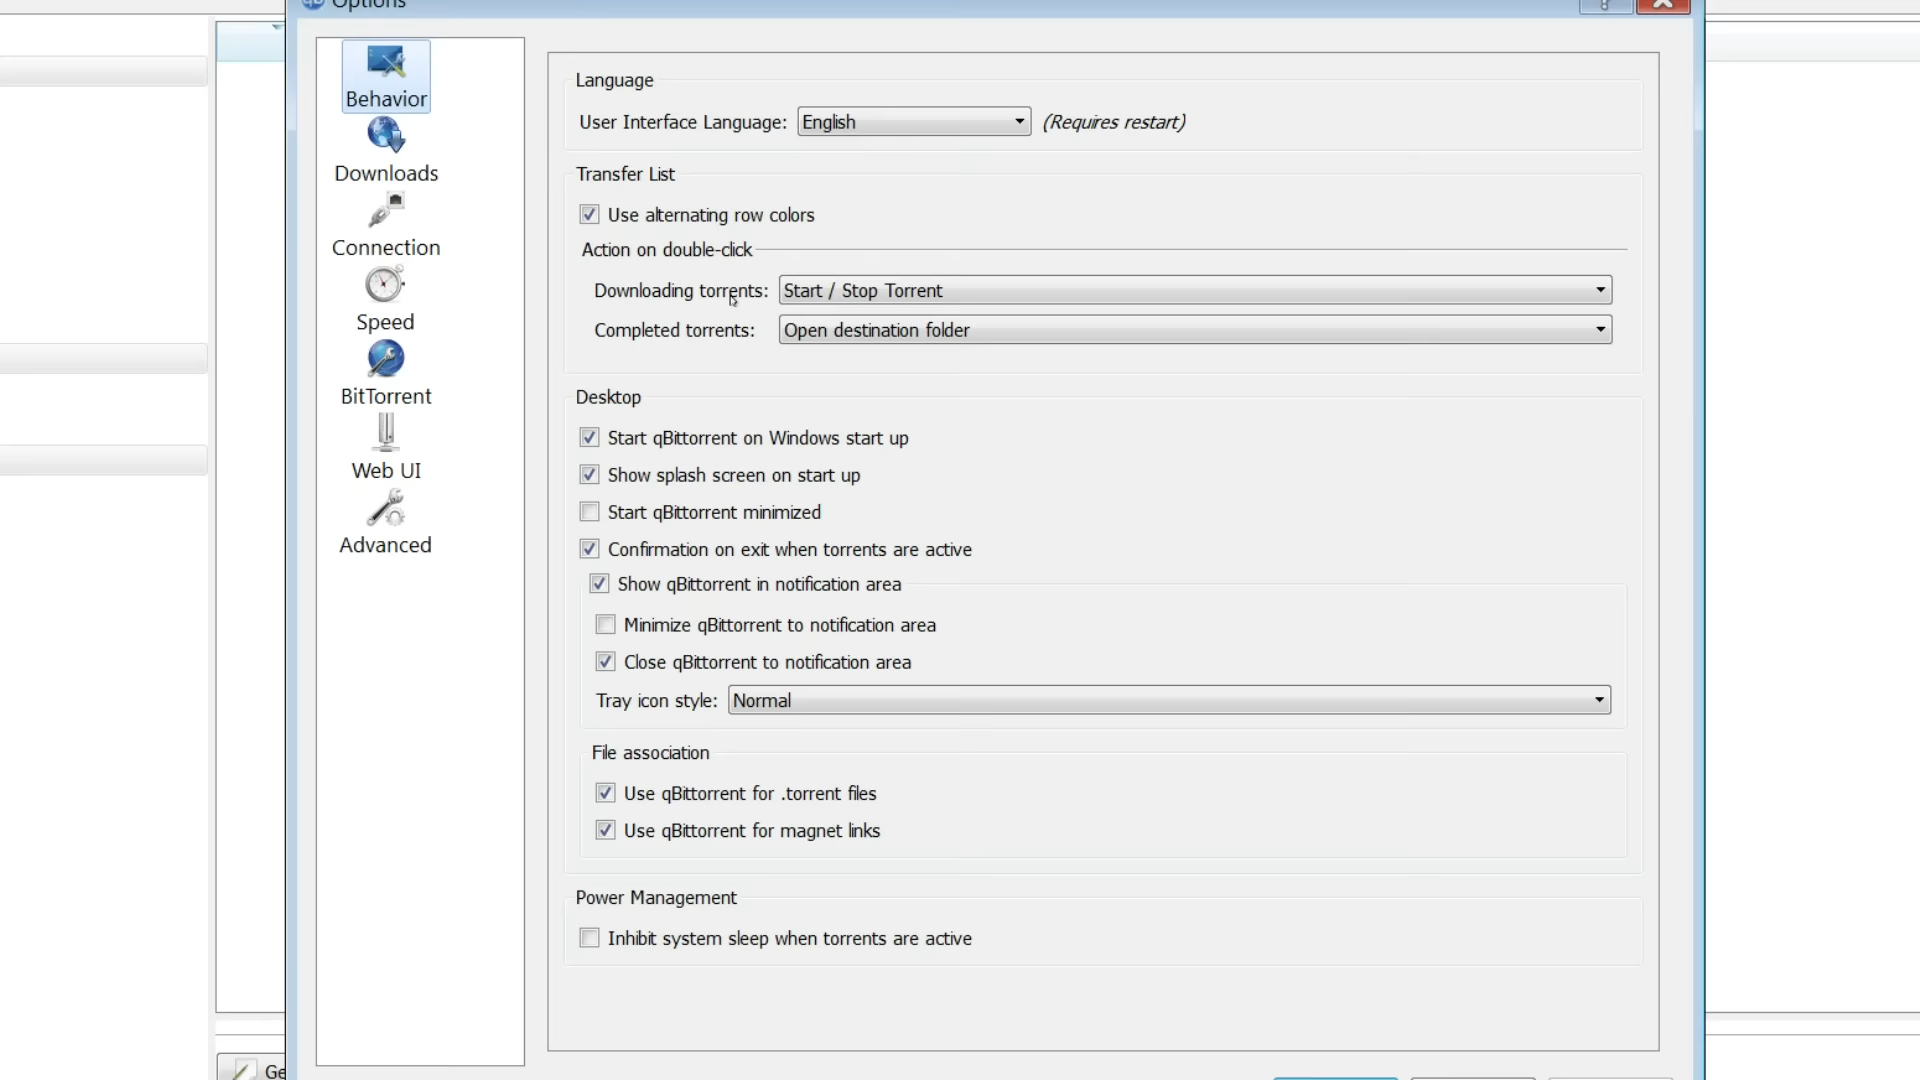 Options
Behavior
Downloads
Connection
Speed
BitTorrent
Web UI
Advanced
Language
User Interface Language: English (Requires restart)
Transfer List
Use alternating row colors
Action on double-click
Downloading torrents: Start / Stop Torrent
Completed torrents: Open destination folder
Desktop
Start qBittorrent on Windows start up
Show splash screen on start up
Start qBittorrent minimized
Confirmation on exit when torrents are active
Show qBittorrent in notification area
Minimize qBittorrent to notification area
Close qBittorrent to notification area
Tray icon style: Normal
File association
Use qBittorrent for .torrent files
Use qBittorrent for magnet links
Power Management
Inhibit system sleep when torrents are active